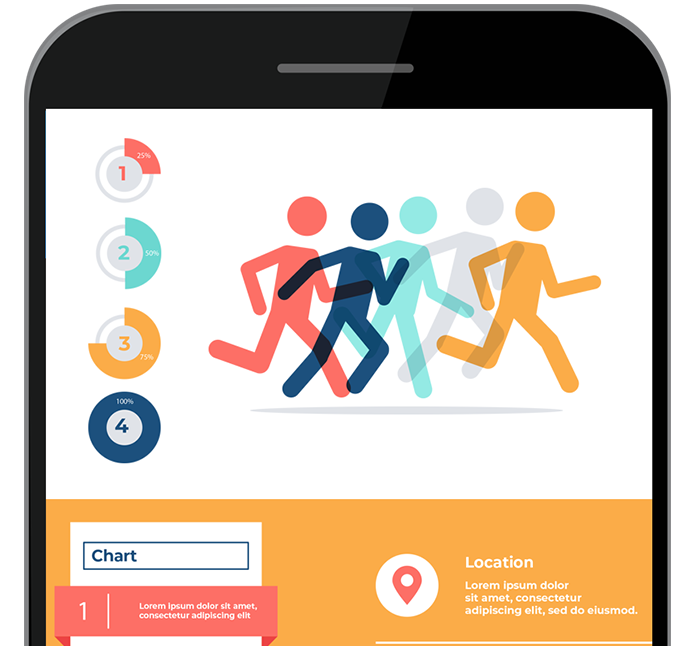 25%
1
2
50%
3
75%
100%
4
Chart
1
Lorem ipsum dolor sit amet,
consectetur adipiscing elit
Location
Lorem ipsum dolor
sit amet, consectetur
adipiscing elit, sed do eiusmod.